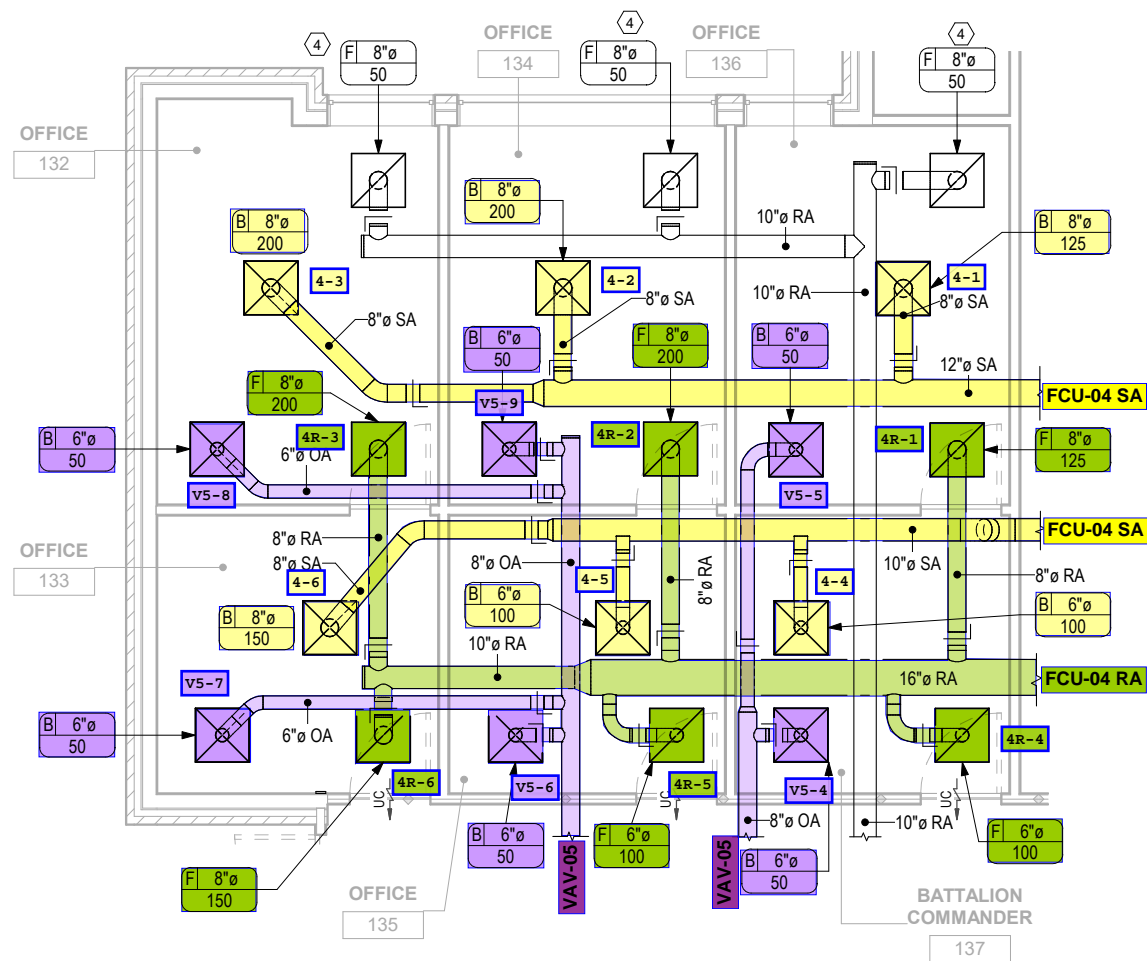 OFFICE
134
OFFICE
136
4
F 8"ø
50
4
F 8"ø
50
4
F 8"ø
50
OFFICE
132
B 8"ø
200
B 8"ø
200
10"ø RA
B 8"ø
125
4-3
4-2
4-1
10"ø RA
8"ø SA
8"ø SA
8"ø SA
B 6"ø
50
F 8"ø
200
B 6"ø
50
12"ø SA
FCU-04 SA
F 8"ø
200
V5-9
B 6"ø
50
4R-3
6"ø OA
4R-2
4R-1
F 8"ø
125
V5-8
V5-5
OFFICE
133
8"ø RA
8"ø SA
4-6
8"ø OA
4-5
8"ø RA
4-4
10"ø SA
FCU-04 SA
8"ø RA
B 8"ø
150
B 6"ø
100
B 6"ø
100
10"ø RA
V5-7
16"ø RA
FCU-04 RA
B 6"ø
50
6"ø OA
4R-4
4R-6
V5-6
4R-5
V5-4
UC
UC
UC
8"ø OA
10"ø RA
B 6"ø
50
F 6"ø
100
F 6"ø
100
VAV-05
VAV-05
B 6"ø
50
F 8"ø
150
OFFICE
135
BATTALION
COMMANDER
137